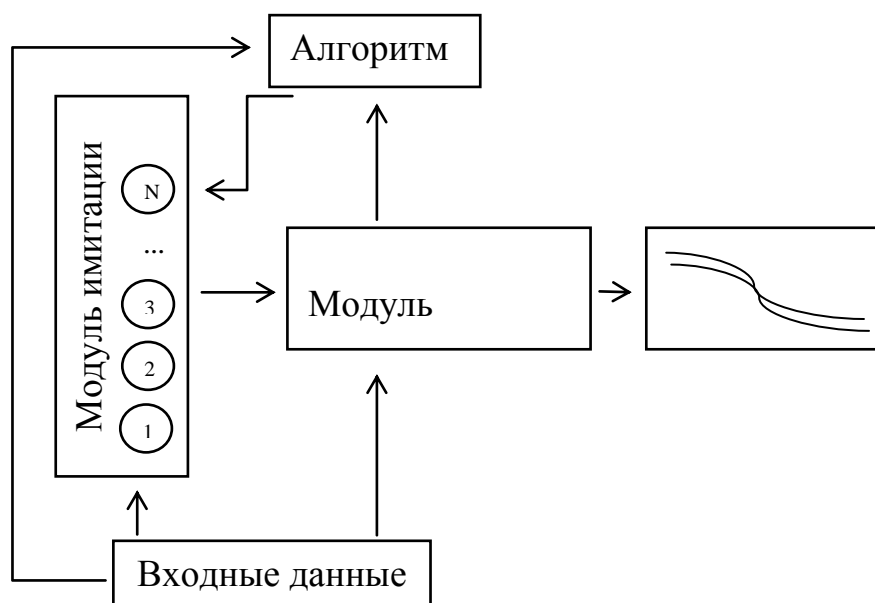 Алгоритм
Модуль имитации
N
...
3
2
1
Модуль
Входные данные